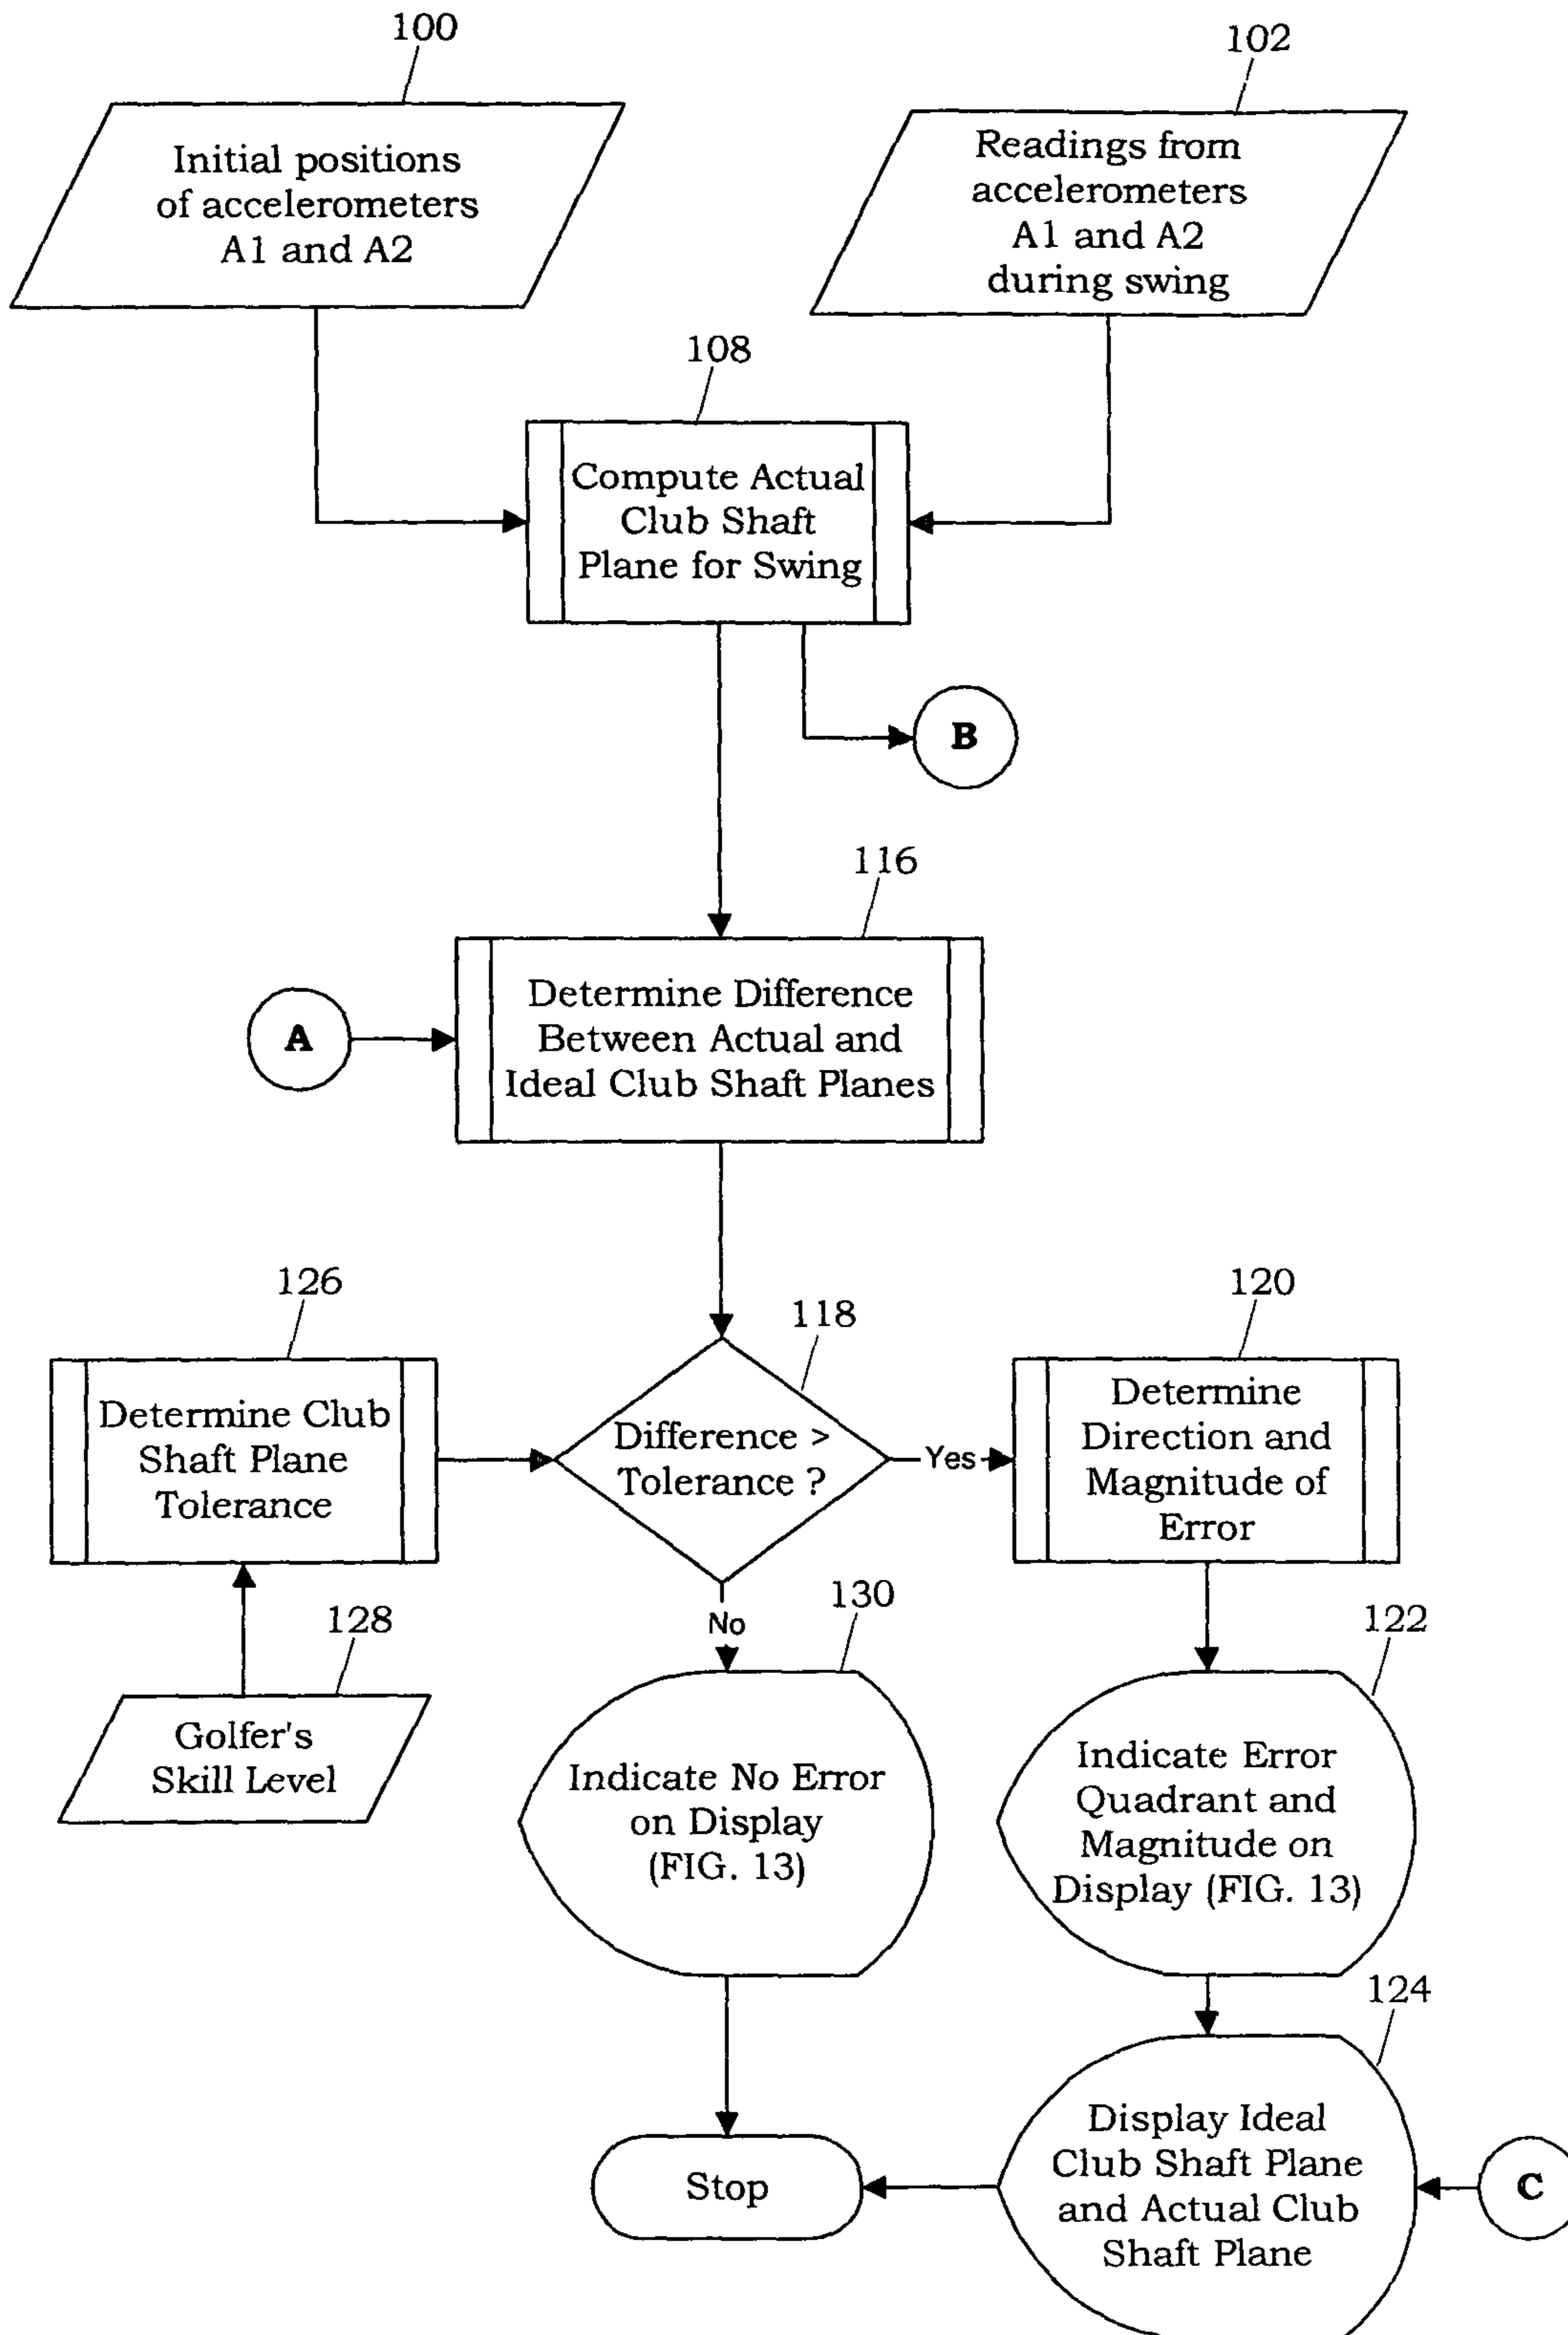 100
102
Initial positions
of accelerometers
A1 and A2
Readings from
accelerometers
A1 and A2
during swing
108
Compute Actual
Club Shaft
Plane for Swing
B
116
Determine Difference
Between Actual and
Ideal Club Shaft Planes
A
126
118
120
Determine Club
Shaft Plane
Tolerance
Difference >
Tolerance ?
Yes
Determine
Direction and
Magnitude of
Error
128
No
130
122
Golfer's
Skill Level
Indicate No Error
on Display
(FIG. 13)
Indicate Error
Quadrant and
Magnitude on
Display (FIG. 13)
124
Stop
Display Ideal
Club Shaft Plane
and Actual Club
Shaft Plane
C